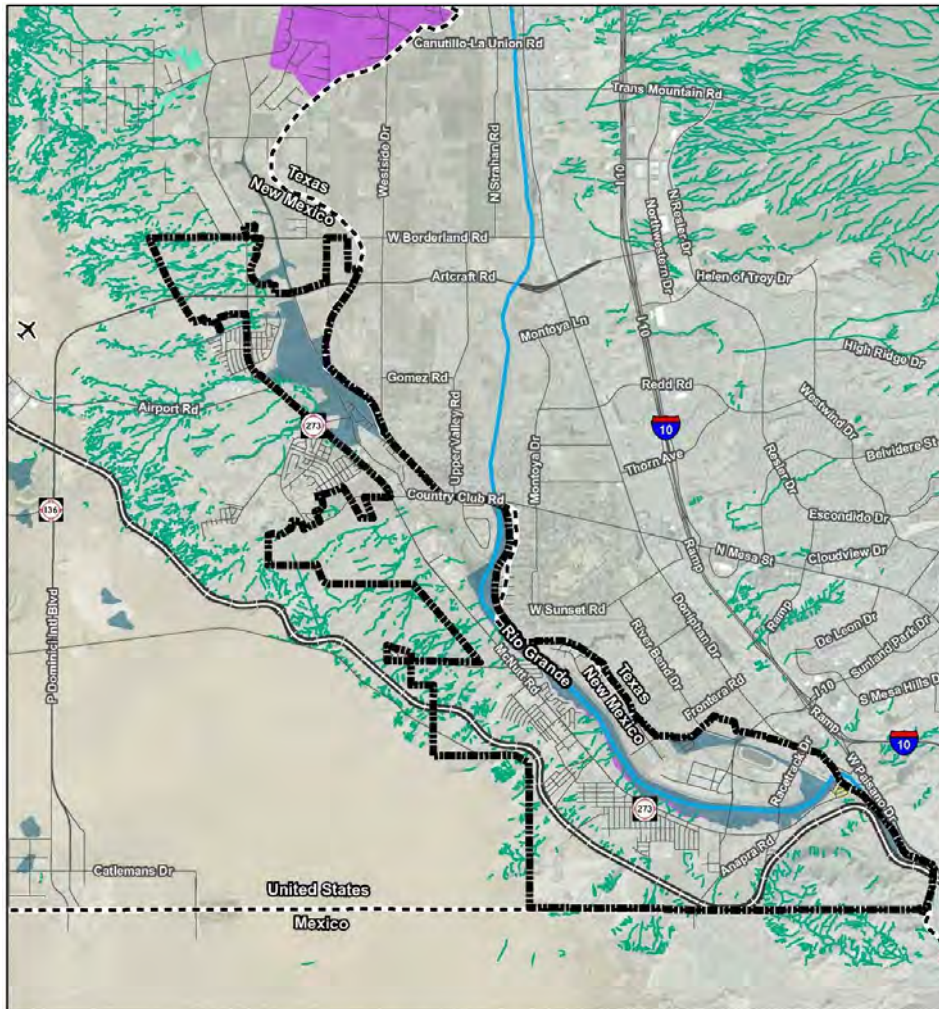 Canutillo-La Union Rd
Trans Mountain Rd
Westside Dr
N Strahan Rd
I 10
N Resler Dr
Northwestern Dr
Texas
New Mexico
W Borderland Rd
Artcraft Rd
Helen of Troy Dr
Montoya Ln
I 10
High Ridge Dr
Gomez Rd
Redd Rd
Airport Rd
Upper Valley Rd
Westwind Dr
273
10
Montoya Dr
Thorn Ave
Resler Dr
Belvidere St
Country Club Rd
136
Escondido Dr
Ramp
N Mesa St
Cloudview Dr
W Sunset Rd
Doniphan Dr
Ramp
De Leon Dr
P Dominici Intl Blvd
Rio Grande
River Bend Dr
Sunland Park Dr
McNutt Rd
Texas
New Mexico
Frontera Rd
I 10
S Mesa Hills D
Ramp
10
Racetrack Dr
W Paisano Dr
273
Anapra Rd
Catlemans Dr
United States
Mexico